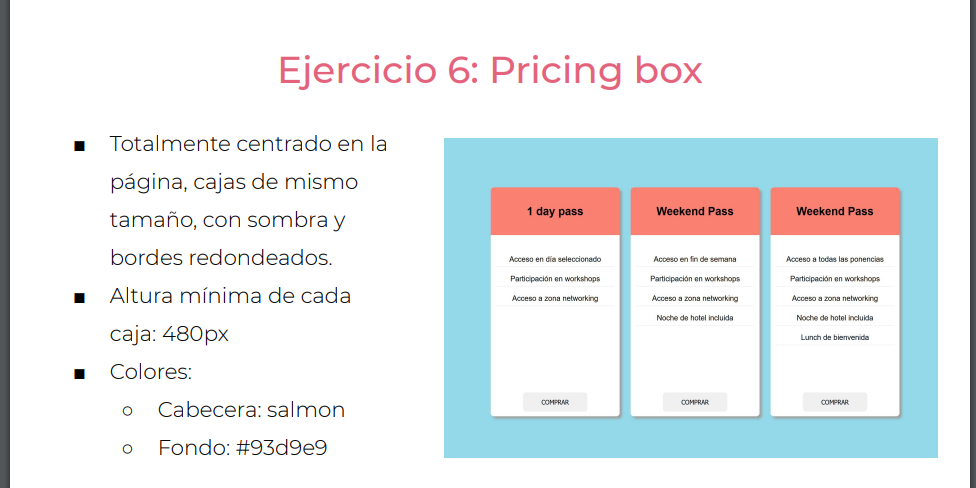 Ejercicio 6: Pricing box
■ Totalmente centrado en la
página, cajas de mismo
tamaño, con sombra y
bordes redondeados.
■ Altura mínima de cada
caja: 480px
■ Colores:
○ Cabecera: salmon
○ Fondo: #93d9e9
1 day pass
Acceso en día seleccionado
Participación en workshops
Acceso a zona networking
COMPRAR
Weekend Pass
Acceso en fin de semana
Participación en workshops
Acceso a zona networking
Noche de hotel incluida
COMPRAR
Weekend Pass
Acceso a todas las ponencias
Participación en workshops
Acceso a zona networking
Noche de hotel incluida
Lunch de bienvenida
COMPRAR